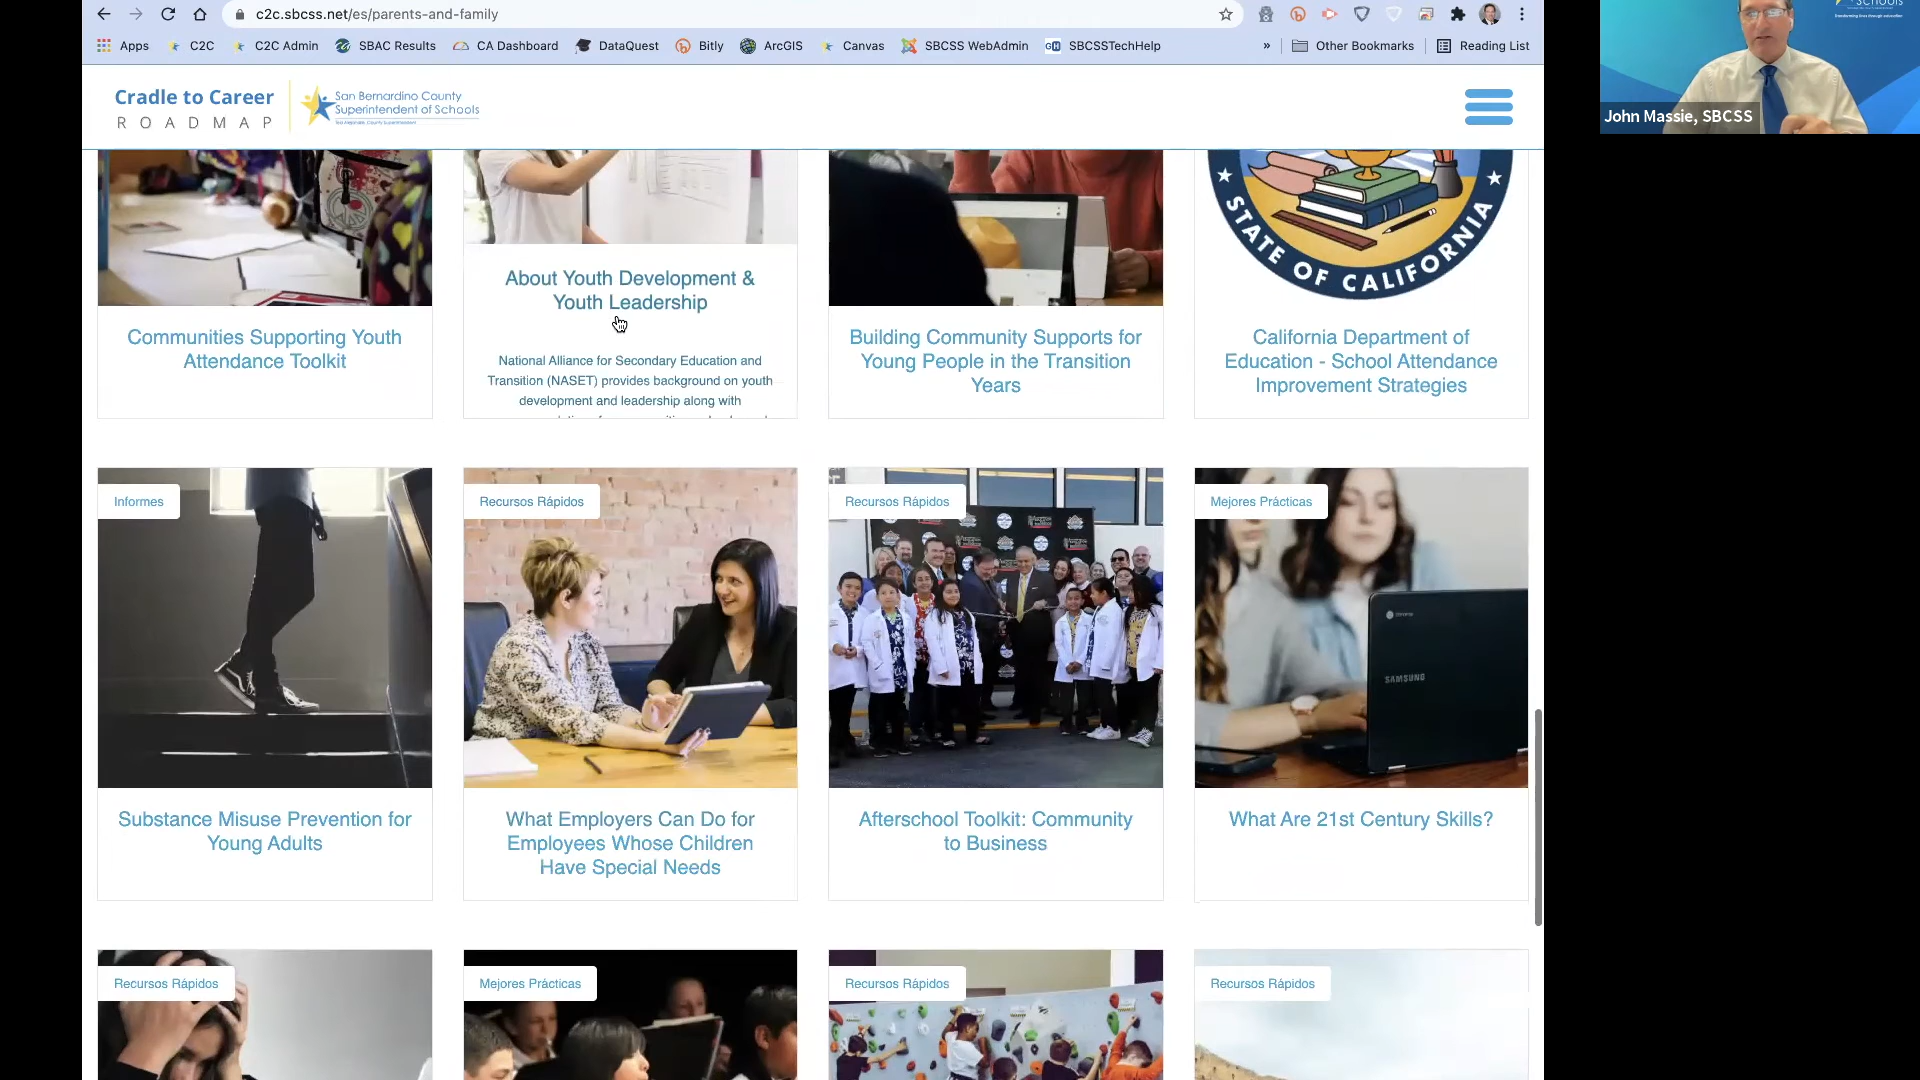 c2c.sbcss.net/es/parents-and-family
Apps
C2C
C2C Admin
SBAC Results
CA Dashboard
DataQuest
Bitly
ArcGIS
Canvas
SBCSS WebAdmin
SBCSSTechHelp
»
Other Bookmarks
Reading List
Cradle to Career
ROADMAP
San Bernardino County
Superintendent of Schools
Schools
John Massie, SBCSS
STATE OF CALIFORNIA
Communities Supporting Youth
Attendance Toolkit
About Youth Development &
Youth Leadership
National Alliance for Secondary Education and
Transition (NASET) provides background on youth
development and leadership along with
Building Community Supports for
Young People in the Transition
Years
California Department of
Education - School Attendance
Improvement Strategies
Informes
Recursos Rápidos
Recursos Rápidos
Mejores Prácticas
SAMSUNG
Substance Misuse Prevention for
Young Adults
What Employers Can Do for
Employees Whose Children
Have Special Needs
Afterschool Toolkit: Community
to Business
What Are 21st Century Skills?
Recursos Rápidos
Mejores Prácticas
Recursos Rápidos
Recursos Rápidos